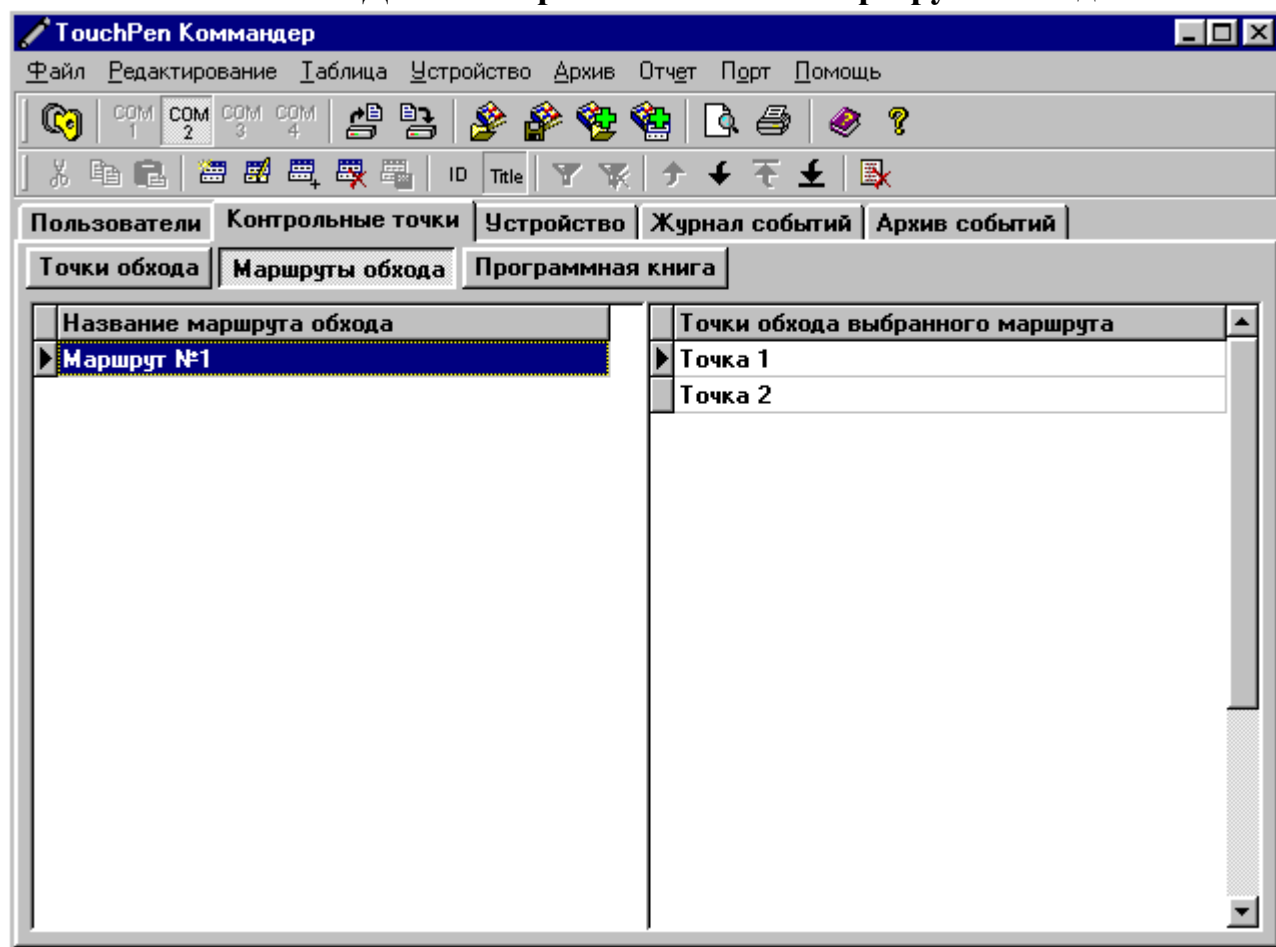 TouchPen Коммандер
Файл Редактирование Таблица Устройство Архив Отчет Порт Помощь
COM 1 COM 2 COM 3 COM 4
ID Title
Пользователи Контрольные точки Устройство Журнал событий Архив событий
Точки обхода Маршруты обхода Программная книга
Название маршрута обхода Точки обхода выбранного маршрута
Маршрут №1 Точка 1
Точка 2